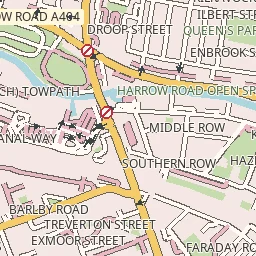 OW ROAD A404
DROOP STREET
ILBERT STREE
QUEEN'S PA
ENBROOK S
CH) TOWPATH
HARROW ROAD OPEN SP
MIDDLE ROW
ANAL WAY
SOUTHERN ROW
HAZ
BARLBY ROAD
TREVERTON STREET
EXMOOR STREET
FARADAY RO